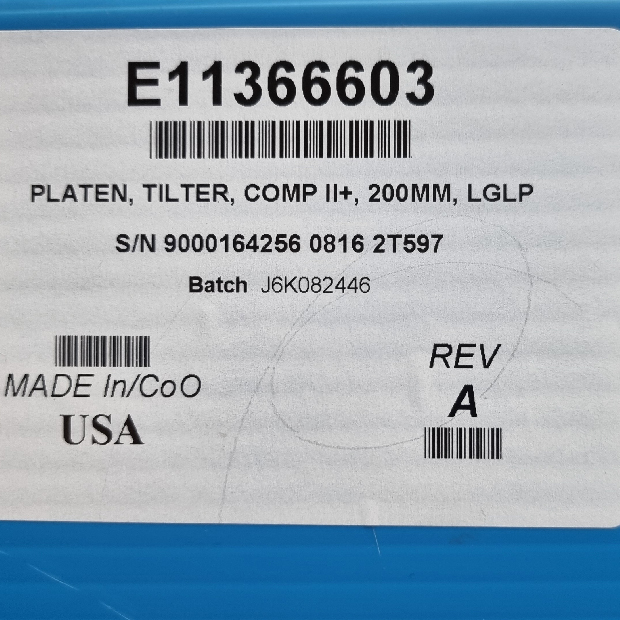 E11366603
PLATEN, TILTER, COMP II+, 200MM, LGLP
S/N 9000164256 0816 2T597
Batch J6K082446
MADE In/CoO
USA
REV
A